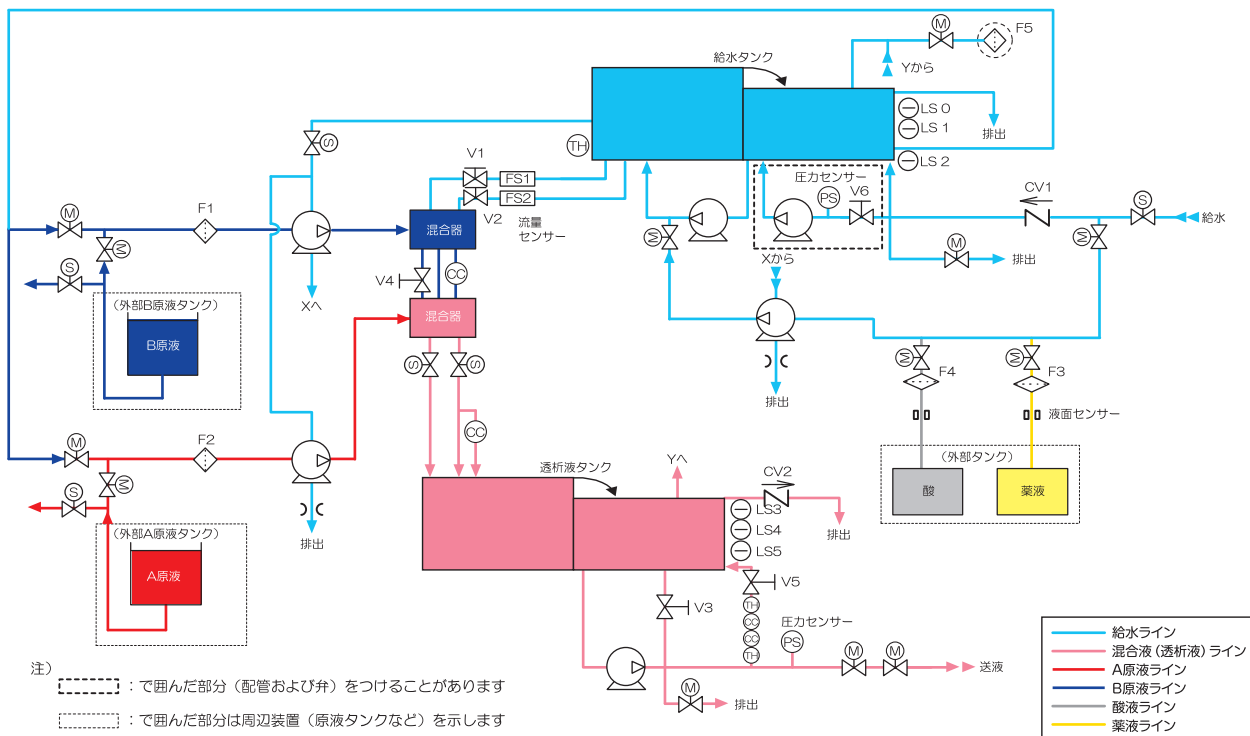 M
F5
給水タンク
Yから
LS 0
LS 1
排出
LS 2
TH
S
V1
FS1
FS2
V2
流量
センサー
圧力センサー
PS
V6
CV1
S
給水
M
F1
M
混合器
M
M
M
排出
S
V4
CC
Xから
Xへ
(外部B原液タンク)
B原液
混合器
S
S
M
M
F4
F3
排出
液面センサー
M
F2
CC
(外部タンク)
酸
薬液
M
S
透析液タンク
Yへ
CV2
LS3
LS4
LS5
排出
排出
(外部A原液タンク)
A原液
V5
V3
TH
CC
CC
TH
圧力センサー
PS
M
M
送液
M
排出
注)
:で囲んだ部分(配管および弁)をつけることがあります
:で囲んだ部分は周辺装置(原液タンクなど)を示します
給水ライン
混合液(透析液)ライン
A原液ライン
B原液ライン
酸液ライン
薬液ライン